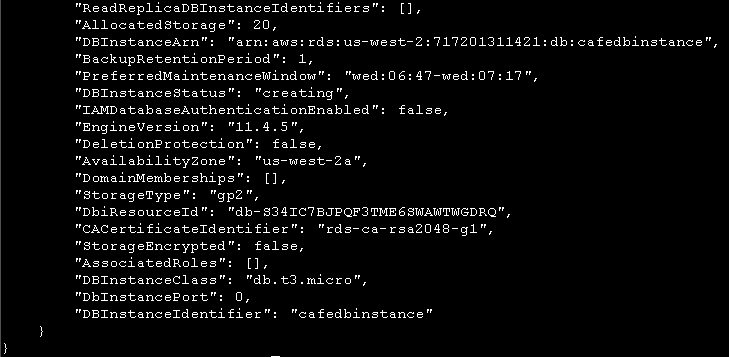 "ReadReplicaDBInstanceIdentifiers": [],
"AllocatedStorage": 20,
"DBInstanceArn": "arn:aws:rds:us-west-2:717201311421:db:cafedbinstance",
"BackupRetentionPeriod": 1,
"PreferredMaintenanceWindow": "wed:06:47-wed:07:17",
"DBInstanceStatus": "creating",
"IAMDatabaseAuthenticationEnabled": false,
"EngineVersion": "11.4.5",
"DeletionProtection": false,
"AvailabilityZone": "us-west-2a",
"DomainMemberships": [],
"StorageType": "gp2",
"DbiResourceId": "db-S34IC7BJPQF3TME6SWAWTWGDRQ",
"CACertificateIdentifier": "rds-ca-rsa2048-g1",
"StorageEncrypted": false,
"AssociatedRoles": [],
"DBInstanceClass": "db.t3.micro",
"DbInstancePort": 0,
"DBInstanceIdentifier": "cafedbinstance"
}
}